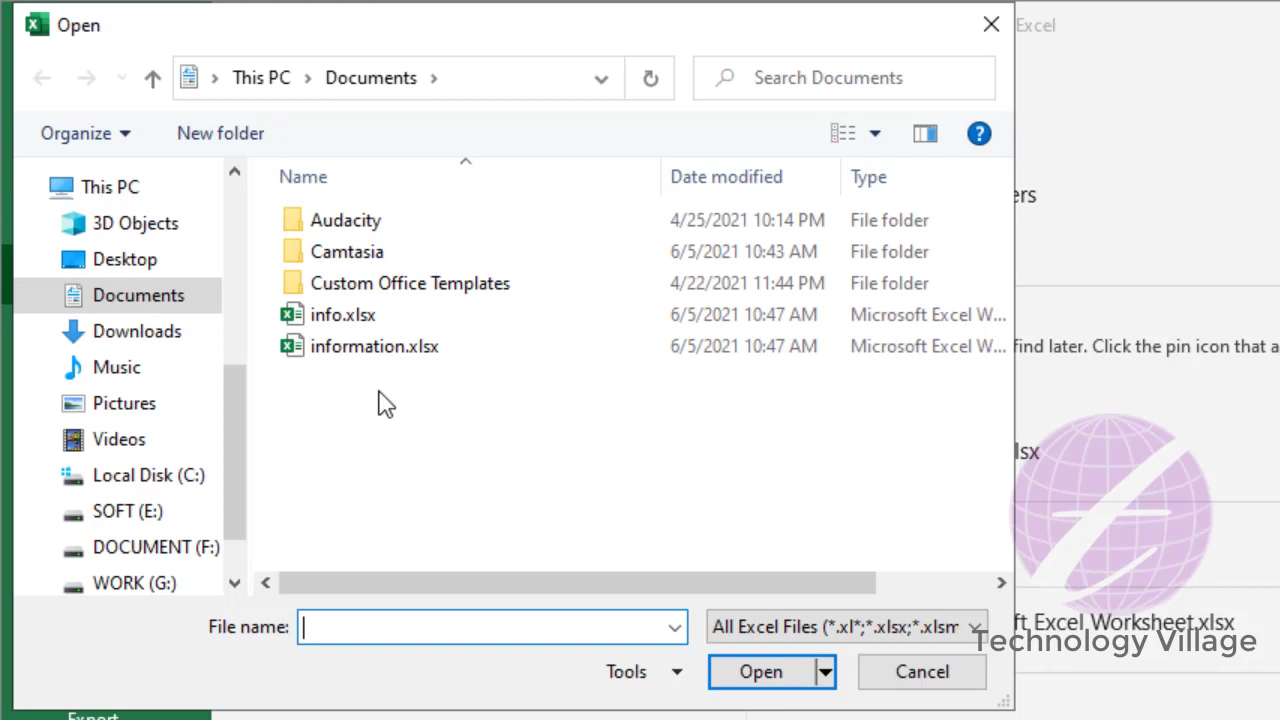 Open
Excel
This PC > Documents >
Search Documents
Organize
New folder
Name
Date modified
Type
This PC
3D Objects
Desktop
Documents
Downloads
Music
Pictures
Videos
Local Disk (C:)
SOFT (E:)
DOCUMENT (F:)
WORK (G:)
Audacity 4/25/2021 10:14 PM File folder
Camtasia 6/5/2021 10:43 AM File folder
Custom Office Templates 4/22/2021 11:44 PM File folder
info.xlsx 6/5/2021 10:47 AM Microsoft Excel W...
information.xlsx 6/5/2021 10:47 AM Microsoft Excel W...
ers
find later. Click the pin icon that a
lsx
ft Excel Worksheet.xlsx
Technology Village
File name:
All Excel Files (*.xl*;*.xlsx;*.xlsm
Tools
Open
Cancel
Export